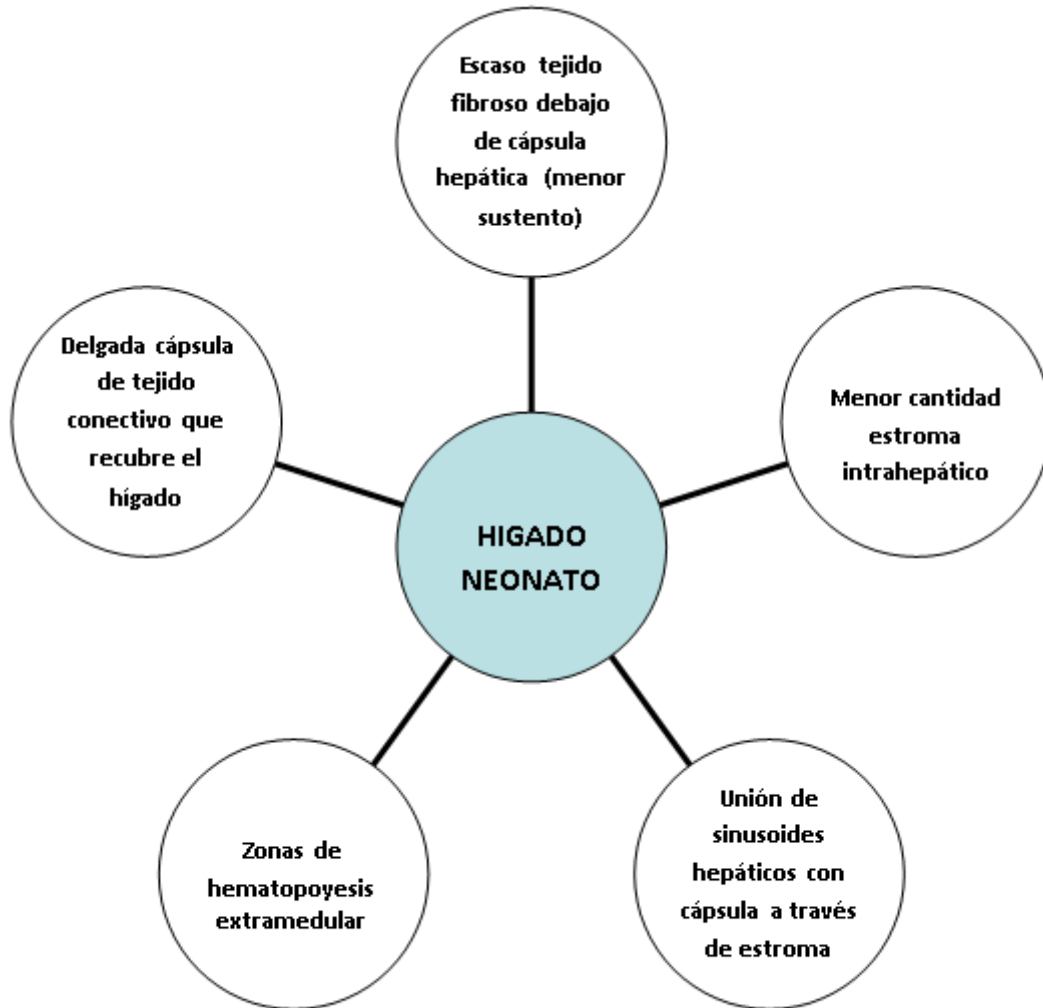 Escaso tejido
fibroso debajo
de cápsula
hepática (menor
sustento)
Delgada cápsula
de tejido
conectivo que
recubre el
hígado
Menor cantidad
estroma
intrahepático
HIGADO
NEONATO
Zonas de
hematopoyesis
extramedular
Unión de
sinusoides
hepáticos con
cápsula a través
de estroma